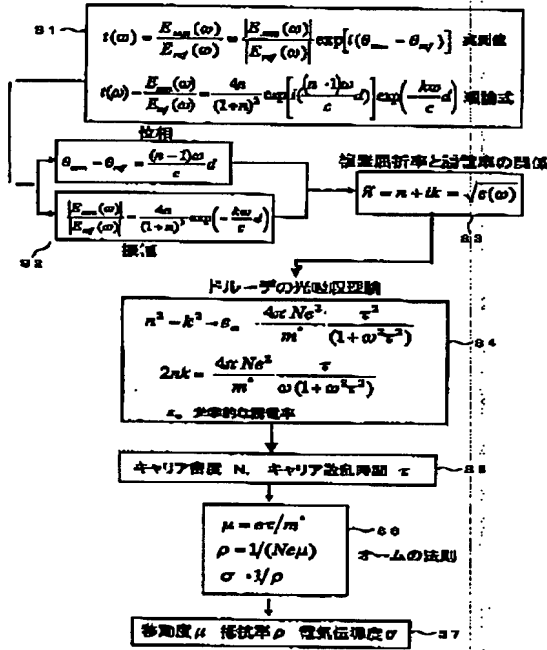 S1
t(ω) = E_sam(ω)/E_ref(ω) = |E_sam(ω)|/|E_ref(ω)| exp[i(θ_sam − θ_ref)] 実測値
t(ω) = E_sam(ω)/E_ref(ω) = 4n/(1+n)² exp[i((n-1)ω/c)d] exp(−kω/c d) 理論式
位相
θ_sam − θ_ref = (n−1)ω/c d
複素屈折率と誘電率の関係
ñ = n + ik = √ε(ω)
|E_sam(ω)|/|E_ref(ω)| = 4n/(1+n)² exp(−kω/c d)
S3
S2
振幅
ドルーデの光吸収理論
n² − k² = ε∞ − 4πNe²/m* τ²/(1+ω²τ²)
S4
2nk = 4πNe²/m* τ/ω(1+ω²τ²)
ε∞ 光学的な誘電率
キャリア密度 N、キャリア散乱時間 τ
S5
μ = eτ/m*
S6
ρ = 1/(Neμ)
オームの法則
σ = 1/ρ
移動度μ 抵抗率ρ 電気伝導度σ
S7